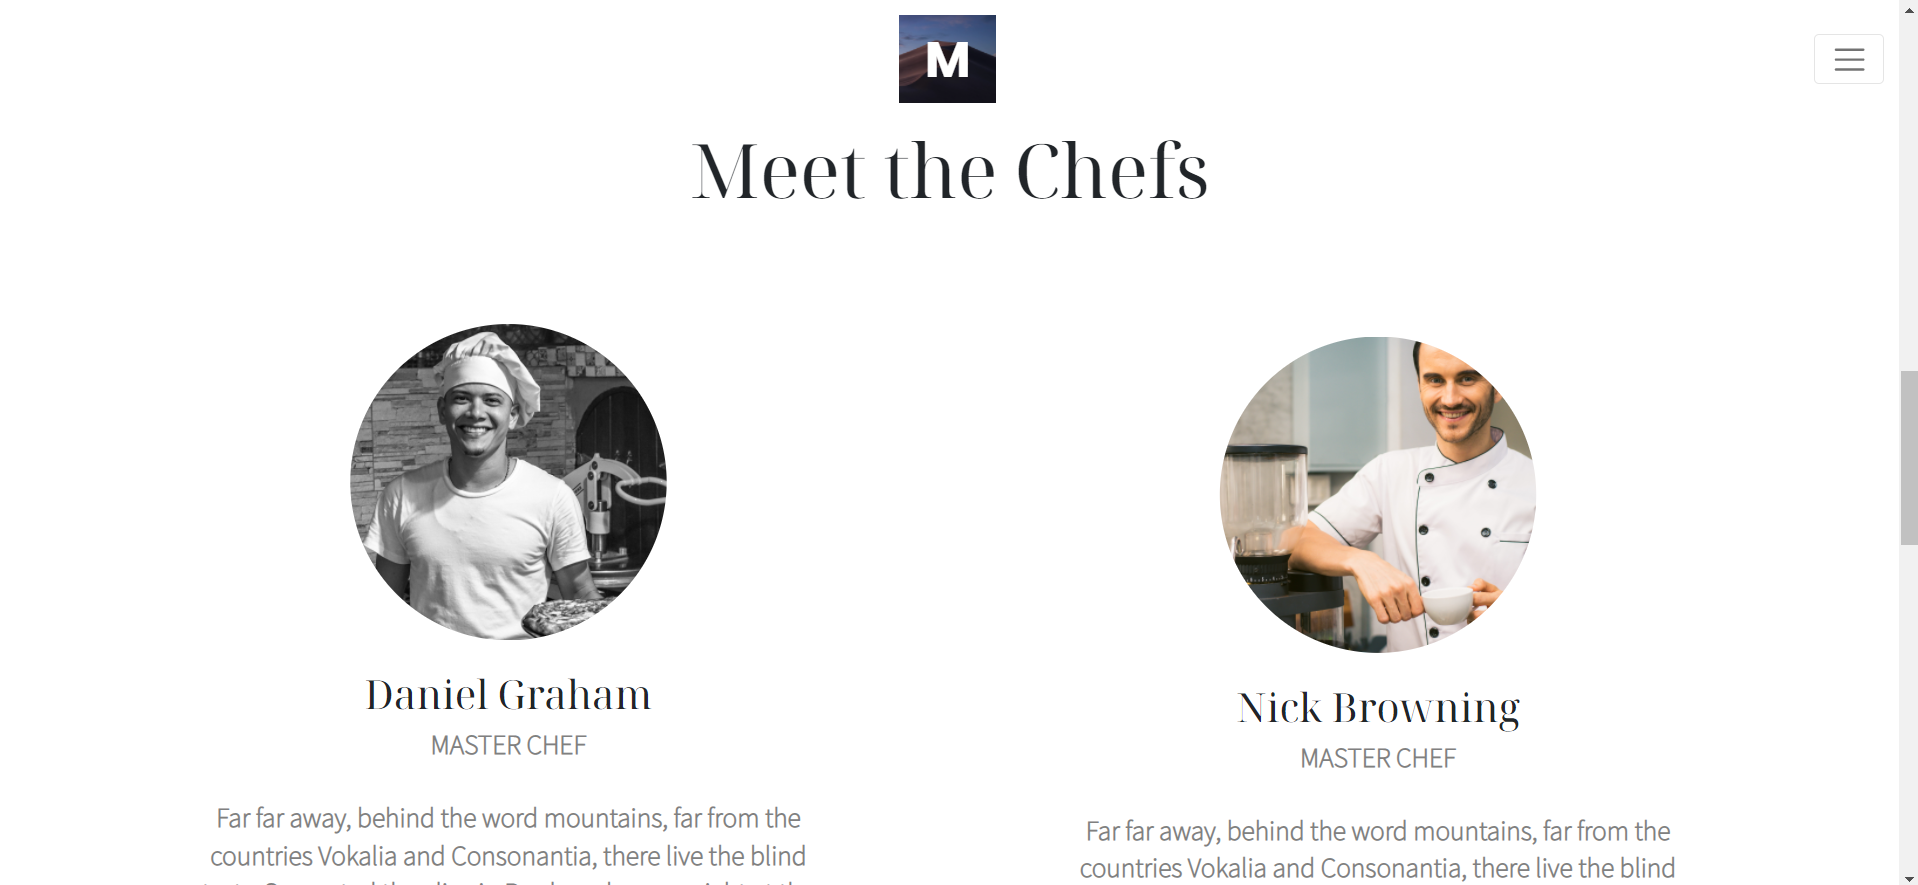 M
Meet the Chefs
Daniel Graham
MASTER CHEF
Far far away, behind the word mountains, far from the
countries Vokalia and Consonantia, there live the blind
Nick Browning
MASTER CHEF
Far far away, behind the word mountains, far from the
countries Vokalia and Consonantia, there live the blind